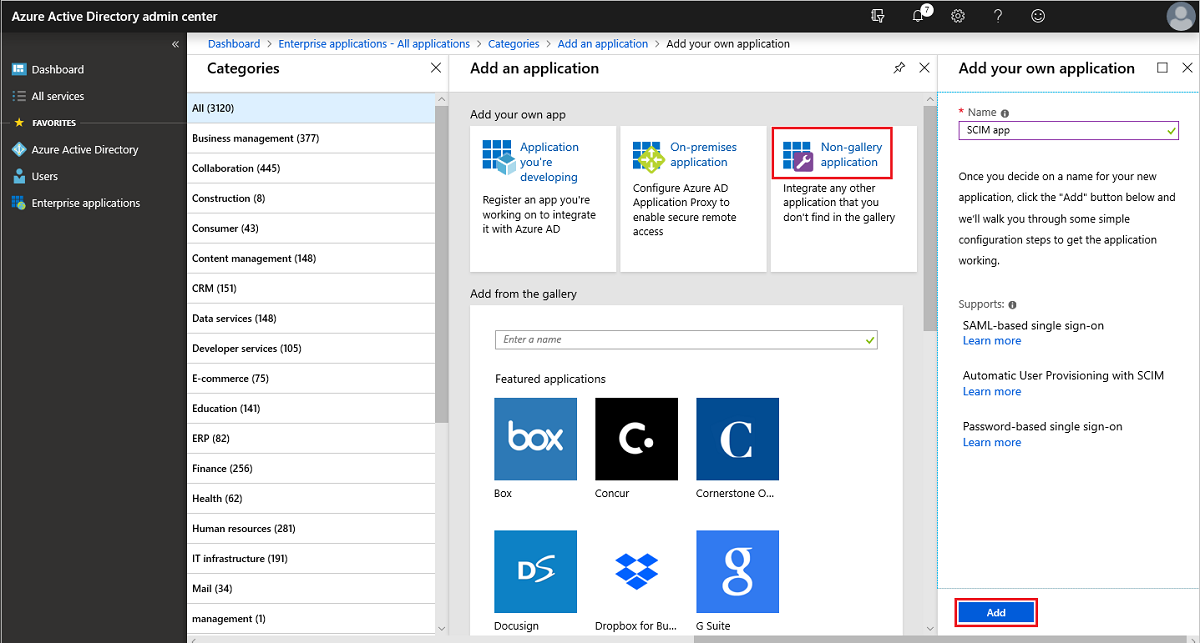 Azure Active Directory admin center
7
«
Dashboard
All services
FAVORITES
Azure Active Directory
Users
Enterprise applications
Dashboard > Enterprise applications - All applications > Categories > Add an application > Add your own application
Categories
All (3120)
Business management (377)
Collaboration (445)
Construction (8)
Consumer (43)
Content management (148)
CRM (151)
Data services (148)
Developer services (105)
E-commerce (75)
Education (141)
ERP (82)
Finance (256)
Health (62)
Human resources (281)
IT infrastructure (191)
Mail (34)
management (1)
Add an application
Add your own app
Application
you're
developing
Register an app you're
working on to integrate
it with Azure AD
On-premises
application
Configure Azure AD
Application Proxy to
enable secure remote
access
Non-gallery
application
Integrate any other
application that you
don't find in the gallery
Add from the gallery
Enter a name
Featured applications
box
C.
C
Box
Concur
Cornerstone O...
DS
g
Docusign
Dropbox for Bu...
G Suite
Add your own application
* Name
SCIM app
Once you decide on a name for your new
application, click the "Add" button below and
we'll walk you through some simple
configuration steps to get the application
working.
Supports:
SAML-based single sign-on
Learn more
Automatic User Provisioning with SCIM
Learn more
Password-based single sign-on
Learn more
Add